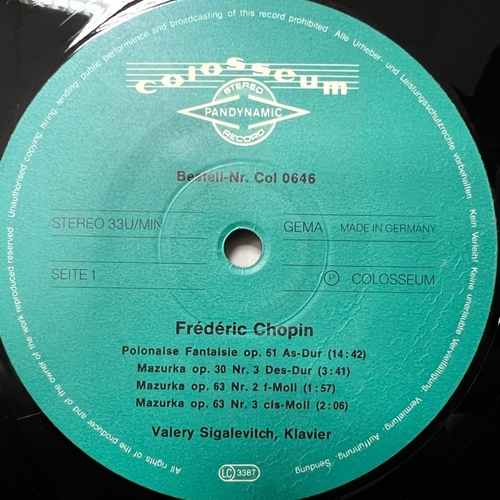 Unauthorised copying, hiring, lending, public performance and broadcasting of this record prohibited · Alle Urheber- und Leistungsschutzrechte vorbehalten · Kein Verleih! Keine unerlaubte Vervielfältigung, Vermietung, Aufführung, Sendung
All rights of the producer and of the owner of the work reproduced reserved ·
colosseum
STEREO
PANDYNAMIC
RECORD
Bestell-Nr. Col 0646
STEREO 33U/MIN
GEMA
MADE IN GERMANY
SEITE 1
P COLOSSEUM
Frédéric Chopin
Polonaise Fantaisie op. 61 As-Dur (14:42)
Mazurka op. 30 Nr. 3 Des-Dur (3:41)
Mazurka op. 63 Nr. 2 f-Moll (1:57)
Mazurka op. 63 Nr. 3 cis-Moll (2:06)
Valery Sigalevitch, Klavier
LC 3387